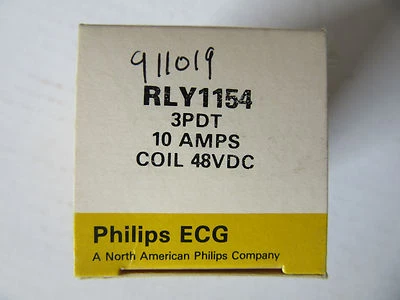 911019
RLY1154
3PDT
10 AMPS
COIL 48VDC
Philips ECG
A North American Philips Company